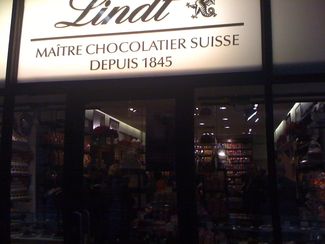 Lindt
MAÎTRE CHOCOLATIER SUISSE
DEPUIS 1845